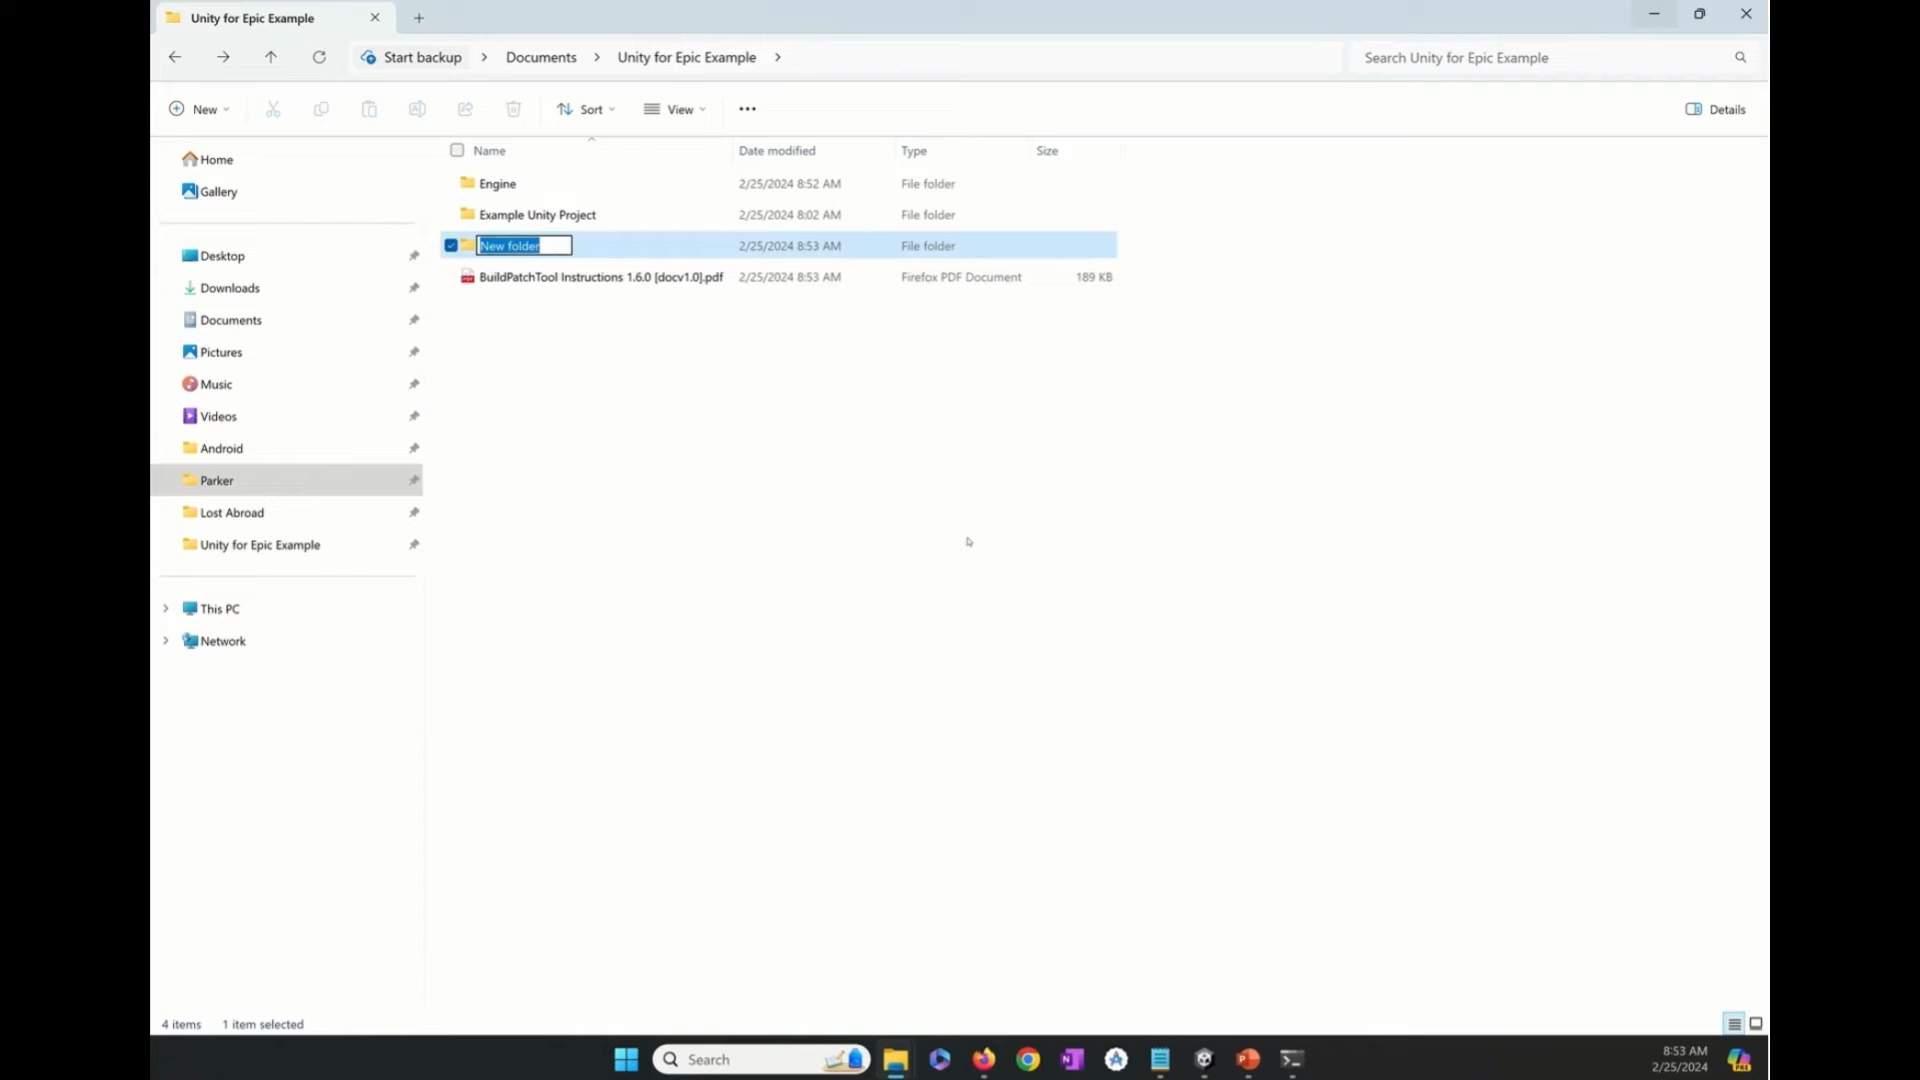 Unity for Epic Example
Start backup > Documents > Unity for Epic Example >
Search Unity for Epic Example
New
Sort
View
Details
Name Date modified Type Size
Engine 2/25/2024 8:52 AM File folder
Example Unity Project 2/25/2024 8:02 AM File folder
New folder 2/25/2024 8:53 AM File folder
BuildPatchTool Instructions 1.6.0 [docv1.0].pdf 2/25/2024 8:53 AM Firefox PDF Document 189 KB
Home
Gallery
Desktop
Downloads
Documents
Pictures
Music
Videos
Android
Parker
Lost Abroad
Unity for Epic Example
This PC
Network
4 items 1 item selected
Search
8:53 AM
2/25/2024